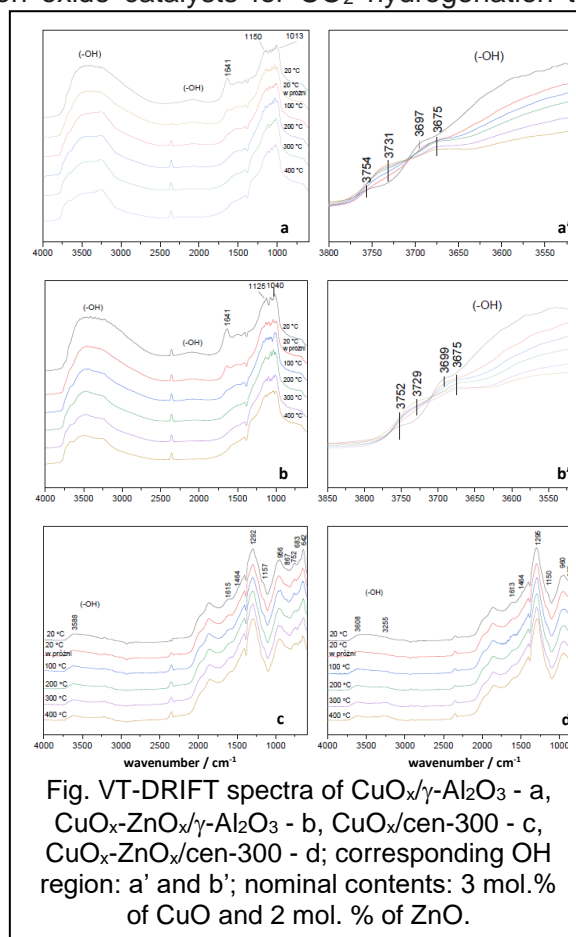 on oxide catalysts for CO₂ hydrogenation t
(-OH)
(-OH)
1641
1150
1013
20 °C
20 °C
w próżni
100 °C
200 °C
300 °C
400 °C
a
4000 3500 3000 2500 2000 1500 1000
(-OH)
3754
3731
3697
3675
a'
3800 3750 3700 3650 3600 3550
(-OH)
(-OH)
1641
1125
1040
20 °C
20 °C
w próżni
100 °C
200 °C
300 °C
400 °C
b
4000 3500 3000 2500 2000 1500 1000
(-OH)
3752
3729
3699
3675
b'
3850 3800 3750 3700 3650 3600 3550
3588
(-OH)
1615
1464
1292
1157
956
867
752
683
642
20 °C
20 °C
w próżni
100 °C
200 °C
300 °C
400 °C
c
4000 3500 3000 2500 2000 1500 1000
wavenumber / cm⁻¹
3608
(-OH)
3255
1613
1464
1295
1150
960
20 °C
20 °C
w próżni
100 °C
200 °C
300 °C
400 °C
d
4000 3500 3000 2500 2000 1500 1000
wavenumber / cm⁻¹
Fig. VT-DRIFT spectra of CuOₓ/γ-Al₂O₃ - a,
CuOₓ-ZnOₓ/γ-Al₂O₃ - b, CuOₓ/cen-300 - c,
CuOₓ-ZnOₓ/cen-300 - d; corresponding OH
region: a' and b'; nominal contents: 3 mol.%
of CuO and 2 mol. % of ZnO.